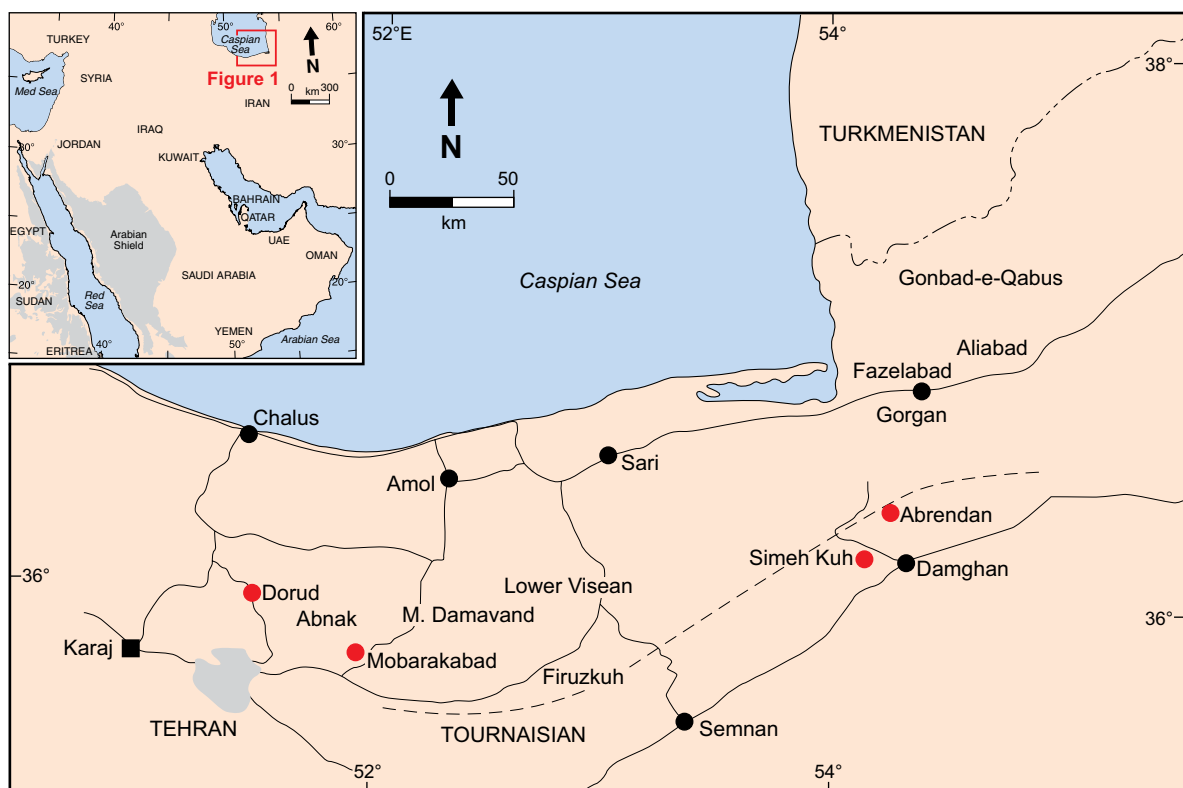 40°
50°
60°
TURKEY
Caspian
Sea
N
Figure 1
km
0
300
SYRIA
Med Sea
IRAN
IRAQ
30°
JORDAN
30°
KUWAIT
BAHRAIN
QATAR
EGYPT
Arabian
Shield
UAE
OMAN
SAUDI ARABIA
20°
20°
SUDAN
Red
Sea
YEMEN
Arabian Sea
ERITREA
40°
50°
52°E
54°
38°
N
0
50
km
TURKMENISTAN
Caspian Sea
Gonbad-e-Qabus
Aliabad
Fazelabad
Gorgan
Chalus
Sari
Amol
Abrendan
Simeh Kuh
Damghan
36°
Dorud
Lower Visean
Abnak
M. Damavand
36°
Karaj
Mobarakabad
Firuzkuh
TEHRAN
TOURNAISIAN
Semnan
52°
54°